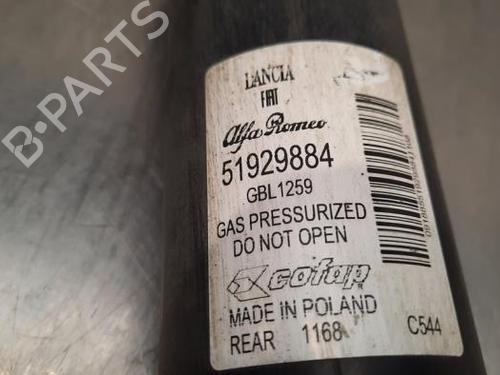 LANCIA
FIAT
Alfa Romeo
51929884
GBL1259
GAS PRESSURIZED
DO NOT OPEN
cofap
MADE IN POLAND
REAR 1168
C544
B-PARTS